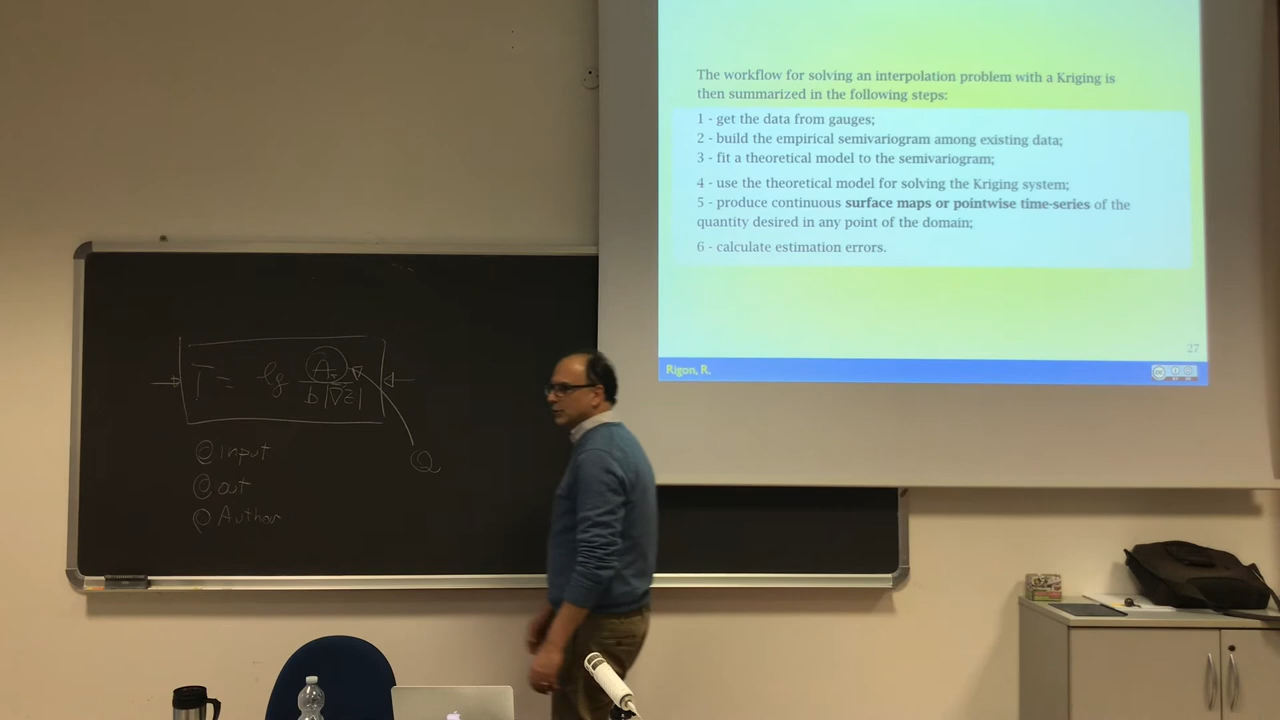 The workflow for solving an interpolation problem with a Kriging is
then summarized in the following steps:
1 - get the data from gauges;
2 - build the empirical semivariogram among existing data;
3 - fit a theoretical model to the semivariogram;
4 - use the theoretical model for solving the Kriging system;
5 - produce continuous surface maps or pointwise time-series of the
quantity desired in any point of the domain;
6 - calculate estimation errors.
27
Rigon, R.
T = lg A_T / b|∇z|
Q
@ input
@ out
@ Author